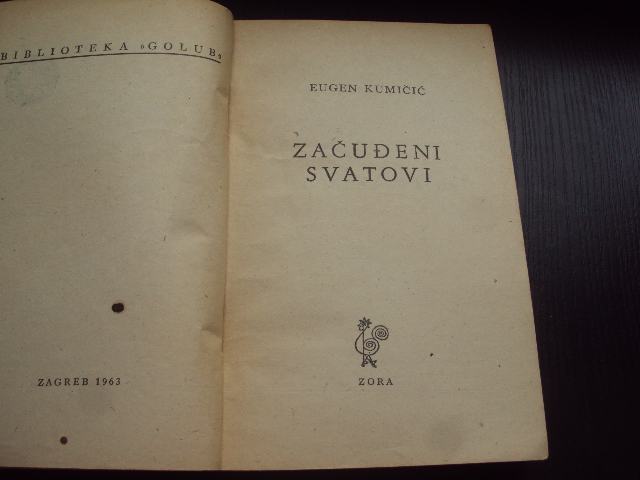 BIBLIOTEKA »GOLUB«
ZAGREB 1963
EUGEN KUMIČIĆ
ZAČUĐENI
SVATOVI
ZORA